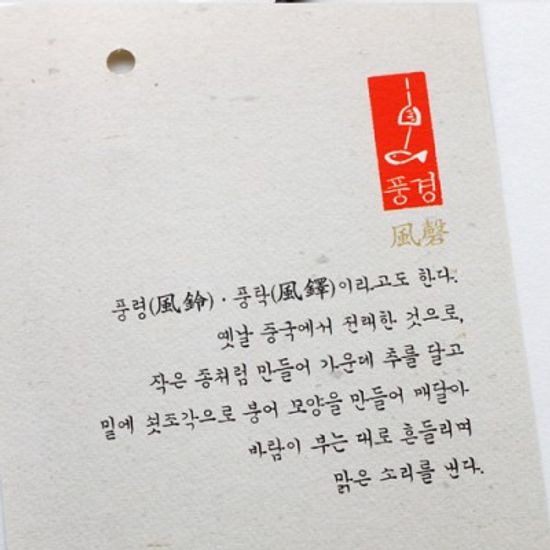 풍경
風磬
풍령(風鈴)·풍탁(風鐸)이라고도 한다.
옛날 중국에서 전래한 것으로,
작은 종처럼 만들어 가운데 추를 달고
밑에 쇳조각으로 붕어 모양을 만들어 매달아
바람이 부는 대로 흔들리며
맑은 소리를 낸다.